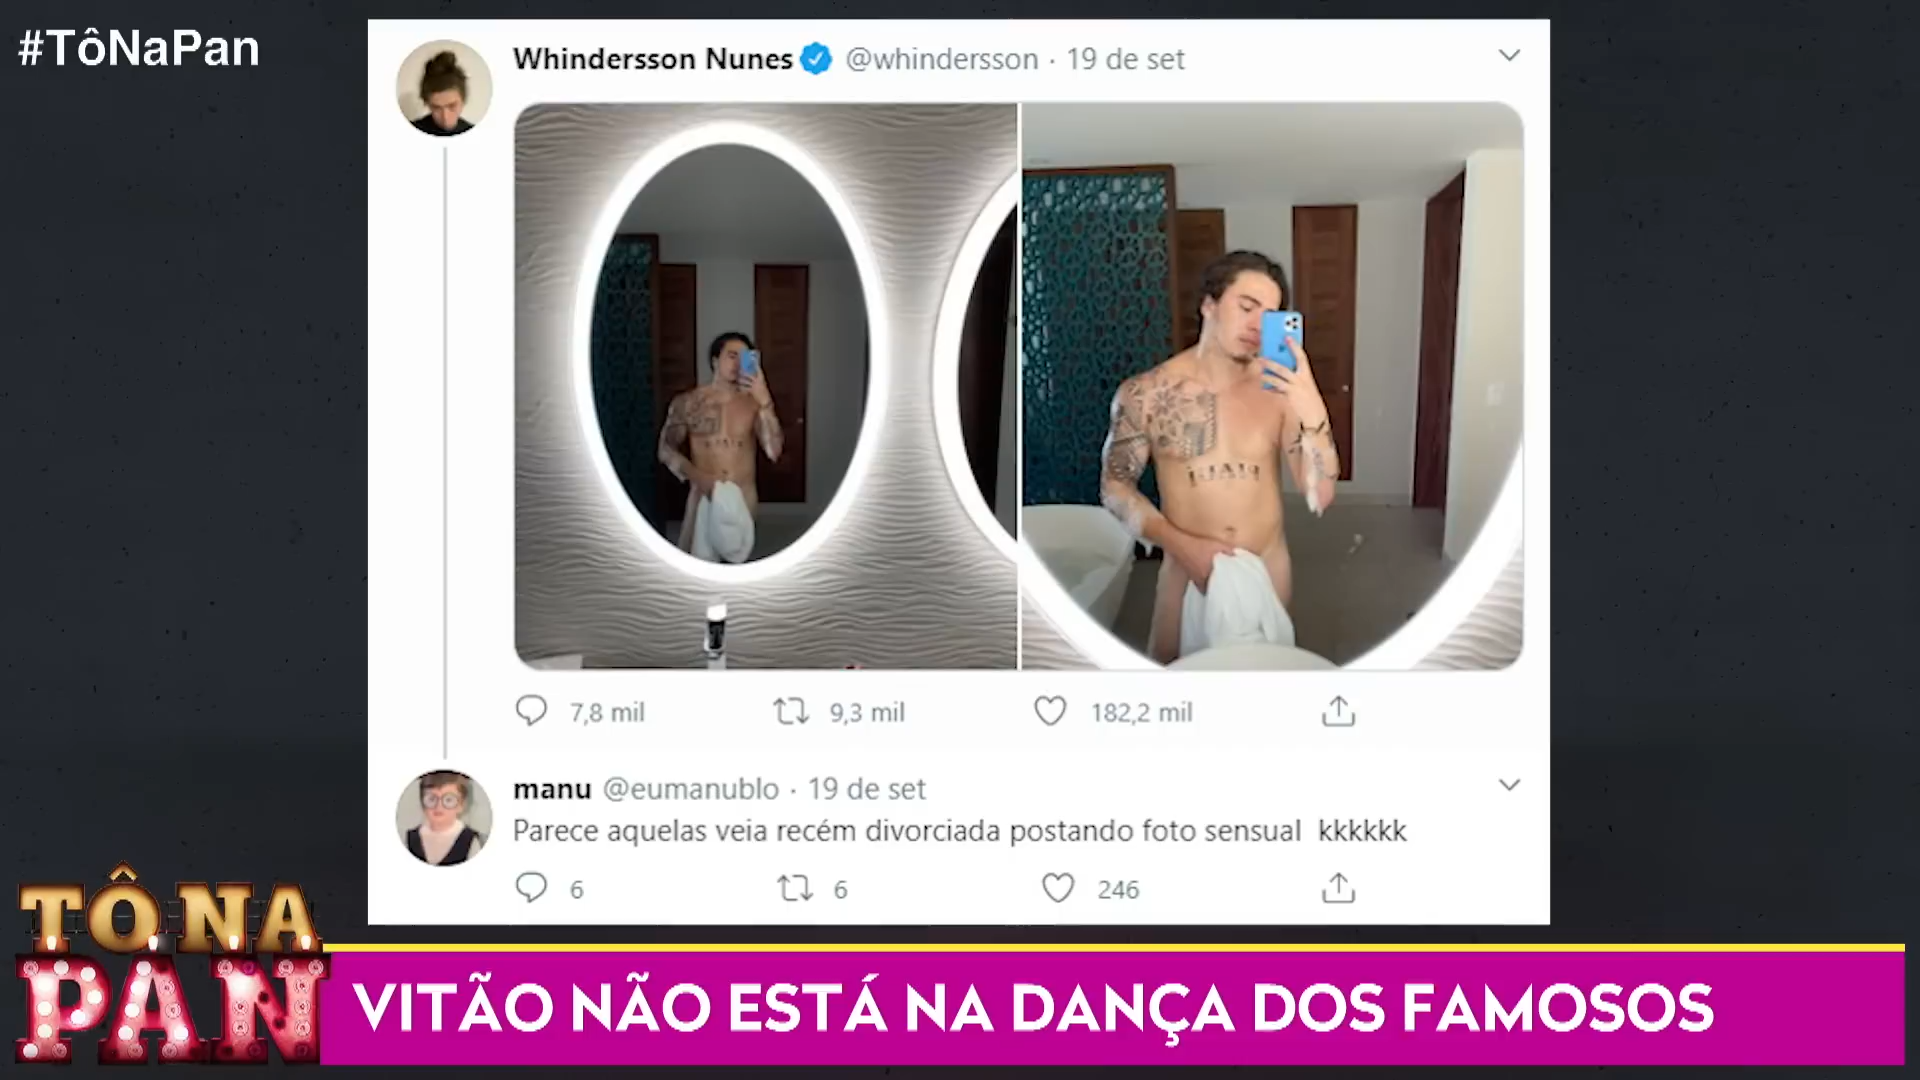 #TôNaPan
Whindersson Nunes @whindersson · 19 de set
PIAUÍ
7,8 mil 9,3 mil 182,2 mil
manu @eumanublo · 19 de set
Parece aquelas veia recém divorciada postando foto sensual kkkkkk
6 6 246
TÔ NA
PAN
VITÃO NÃO ESTÁ NA DANÇA DOS FAMOSOS